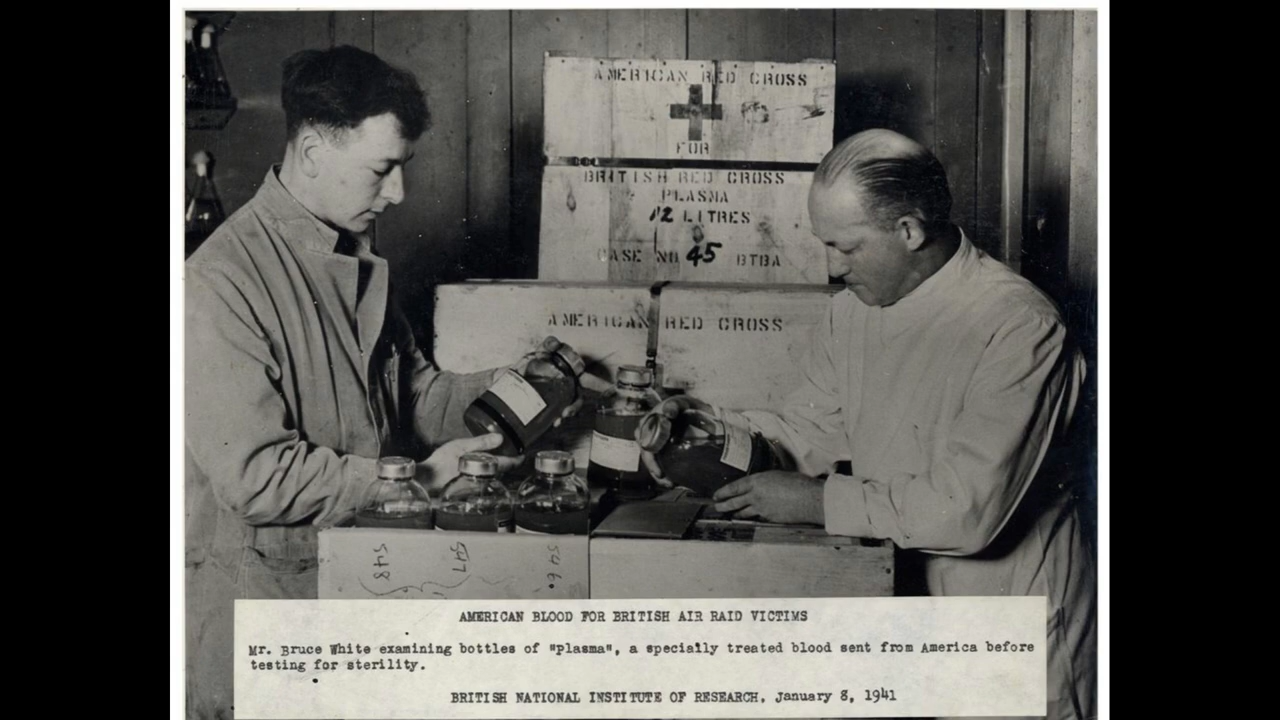 AMERICAN RED CROSS
FOR
BRITISH RED CROSS
PLASMA
12 LITRES
CASE NO 45 BTBA
AMERICAN RED CROSS
548 547 546
AMERICAN BLOOD FOR BRITISH AIR RAID VICTIMS
Mr. Bruce White examining bottles of "Plasma", a specially treated blood sent from America before
testing for sterility.
BRITISH NATIONAL INSTITUTE OF RESEARCH, January 8, 1941